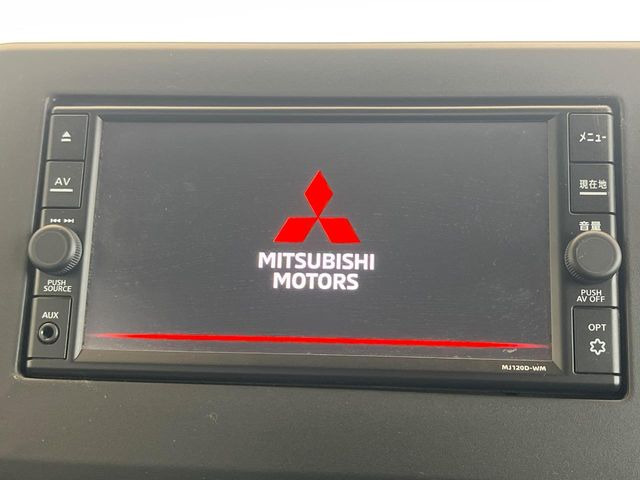 メニュー
AV
現在地
音量
MITSUBISHI
MOTORS
PUSH
SOURCE
PUSH
AV OFF
AUX
OPT
MJ120D-WM